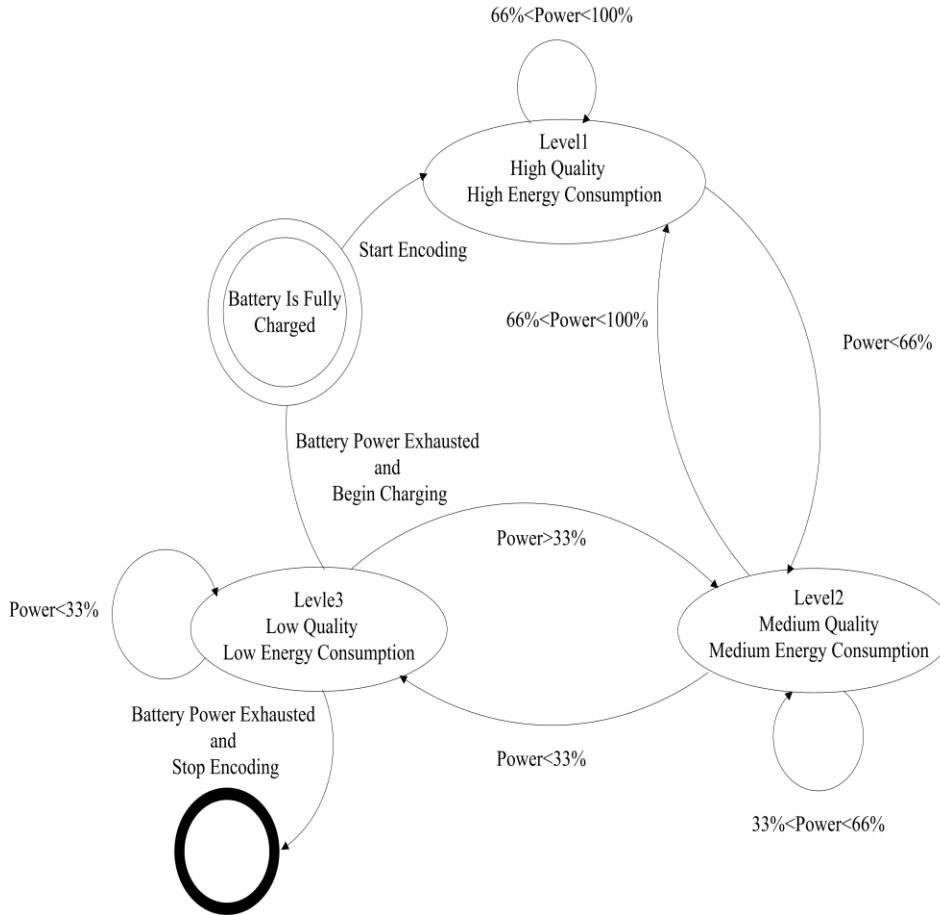 66%<Power<100%
Level1
High Quality
High Energy Consumption
Start Encoding
Battery Is Fully
Charged
66%<Power<100%
Power<66%
Battery Power Exhausted
and
Begin Charging
Power>33%
Power<33%
Levle3
Low Quality
Low Energy Consumption
Level2
Medium Quality
Medium Energy Consumption
Battery Power Exhausted
and
Stop Encoding
Power<33%
33%<Power<66%